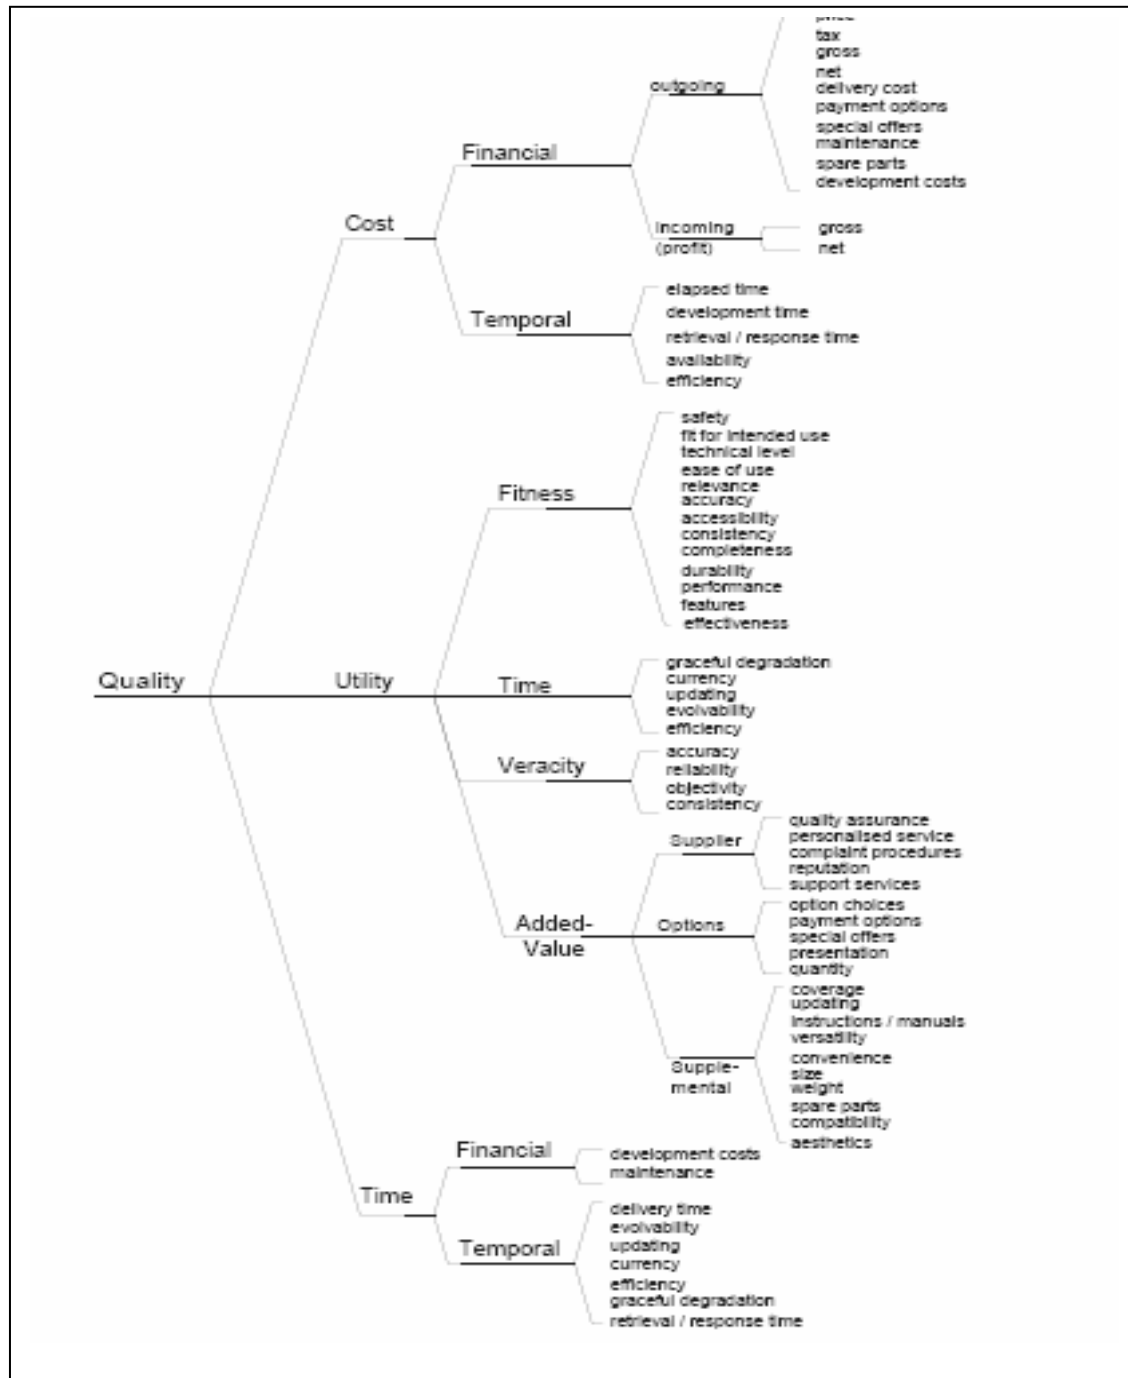 tax
gross
net
outgoing
delivery cost
payment options
special offers
maintenance
spare parts
development costs
Financial
Cost
Incoming
(profit)
gross
net
Temporal
elapsed time
development time
retrieval / response time
availability
efficiency
Fitness
safety
fit for intended use
technical level
ease of use
relevance
accuracy
accessibility
consistency
completeness
durability
performance
features
effectiveness
Quality
Utility
Time
graceful degradation
currency
updating
evolvability
efficiency
Veracity
accuracy
reliability
objectivity
consistency
Added-
Value
Supplier
quality assurance
personalised service
complaint procedures
reputation
support services
Options
option choices
payment options
special offers
presentation
quantity
Supple-
mental
coverage
updating
instructions / manuals
versatility
convenience
size
weight
spare parts
compatibility
aesthetics
Time
Financial
development costs
maintenance
Temporal
delivery time
evolvability
updating
currency
efficiency
graceful degradation
retrieval / response time